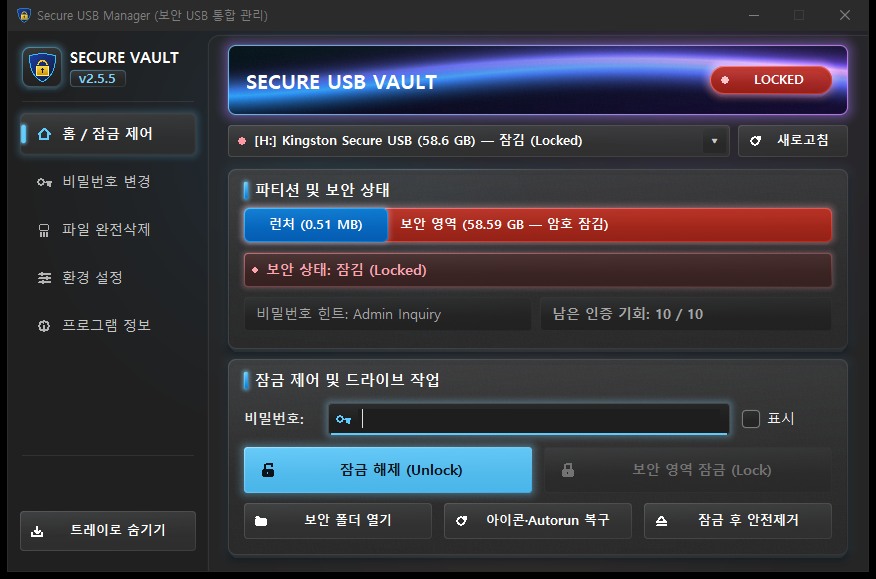 Secure USB Manager (보안 USB 통합 관리)
SECURE VAULT
v2.5.5
홈 / 잠금 제어
비밀번호 변경
파일 완전삭제
환경 설정
프로그램 정보
트레이로 숨기기
SECURE USB VAULT
LOCKED
[H:] Kingston Secure USB (58.6 GB) — 잠김 (Locked)
새로고침
파티션 및 보안 상태
런처 (0.51 MB)
보안 영역 (58.59 GB — 암호 잠김)
보안 상태: 잠김 (Locked)
비밀번호 힌트: Admin Inquiry
남은 인증 기회: 10 / 10
잠금 제어 및 드라이브 작업
비밀번호:
표시
잠금 해제 (Unlock)
보안 영역 잠금 (Lock)
보안 폴더 열기
아이콘·Autorun 복구
잠금 후 안전제거